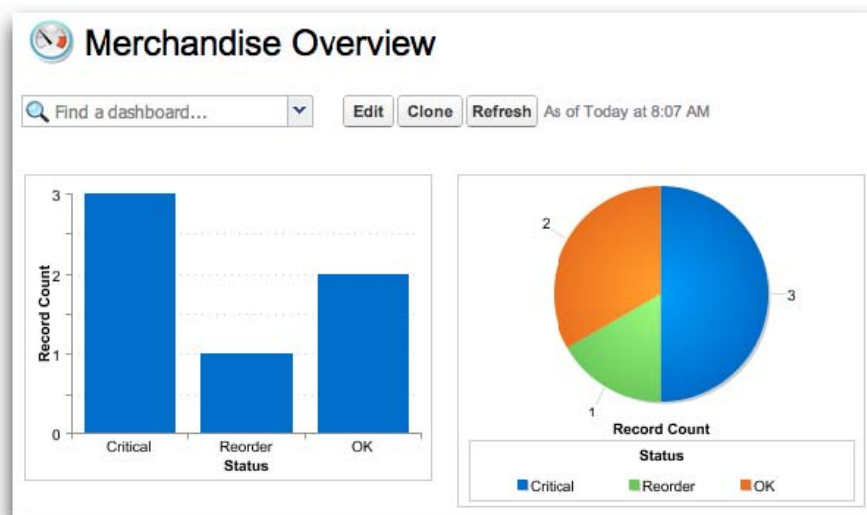 Merchandise Overview
Find a dashboard...
Edit Clone Refresh As of Today at 8:07 AM
3
2
1
0
Record Count
Critical Reorder OK
Status
2
3
1
Record Count
Status
Critical Reorder OK